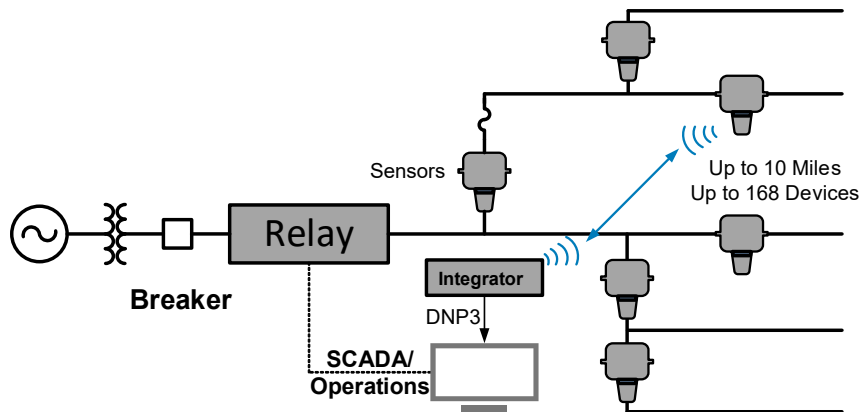 Sensors
Up to 10 Miles
Up to 168 Devices
Relay
Breaker
Integrator
DNP3
SCADA/
Operations